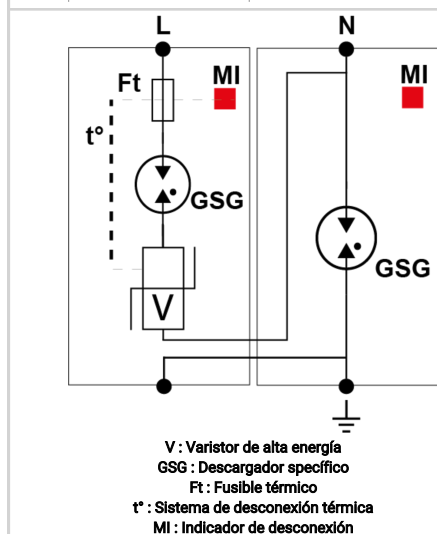 L N
Ft MI MI
t°
GSG
V
GSG
V : Varistor de alta energía
GSG : Descargador specífico
Ft : Fusible térmico
t° : Sistema de desconexión térmica
MI : Indicador de desconexión